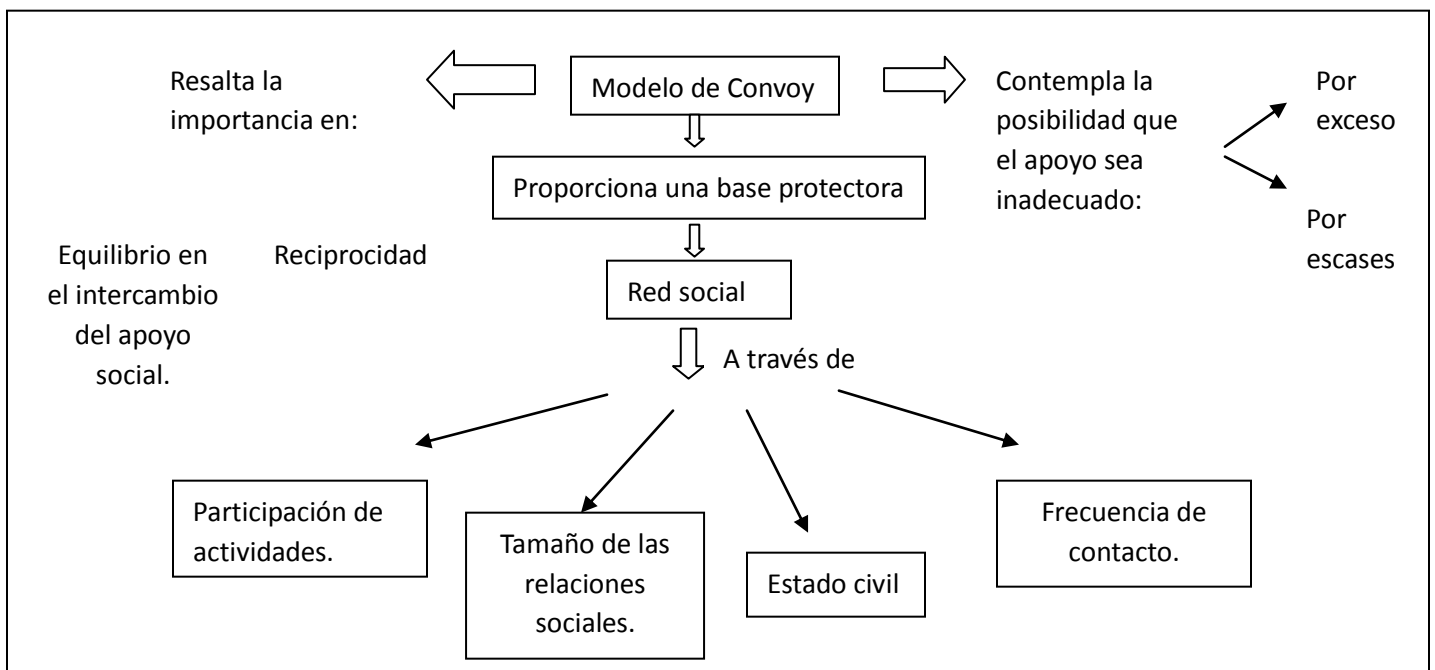 Resalta la
importancia en:
Modelo de Convoy
Contempla la
posibilidad que
el apoyo sea
inadecuado:
Por
exceso
Por
escases
Proporciona una base protectora
Equilibrio en
el intercambio
del apoyo
social.
Reciprocidad
Red social
A través de
Participación de
actividades.
Tamaño de las
relaciones
sociales.
Estado civil
Frecuencia de
contacto.